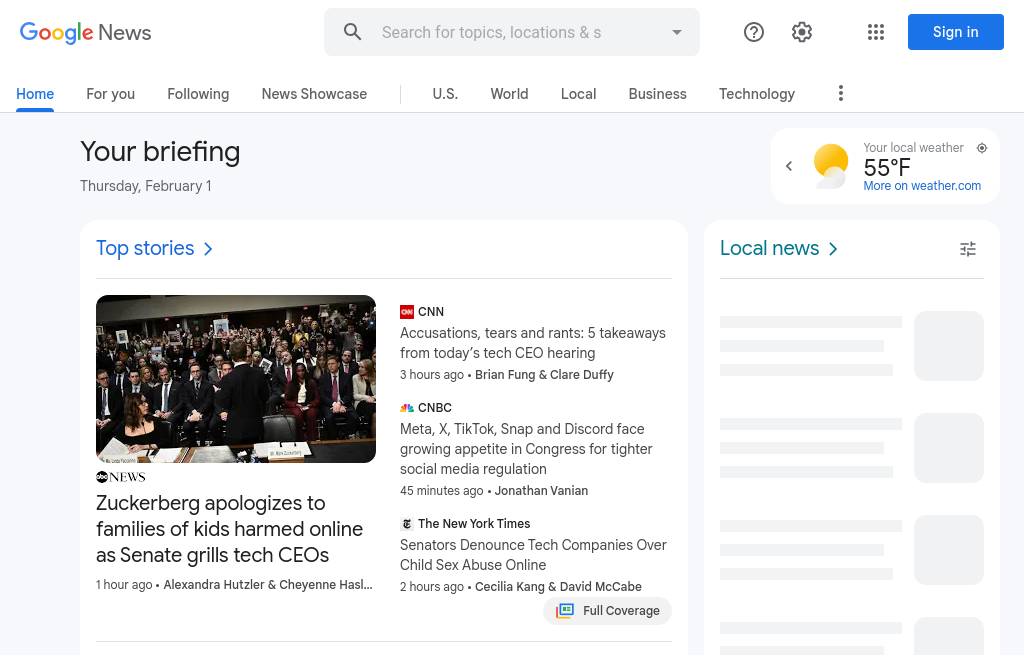 Google News
Search for topics, locations & s
Sign in
Home
For you
Following
News Showcase
U.S.
World
Local
Business
Technology
Your briefing
Thursday, February 1
Your local weather
55°F
More on weather.com
Top stories
abc NEWS
Zuckerberg apologizes to
families of kids harmed online
as Senate grills tech CEOs
1 hour ago • Alexandra Hutzler & Cheyenne Hasl...
CNN
Accusations, tears and rants: 5 takeaways
from today’s tech CEO hearing
3 hours ago • Brian Fung & Clare Duffy
CNBC
Meta, X, TikTok, Snap and Discord face
growing appetite in Congress for tighter
social media regulation
45 minutes ago • Jonathan Vanian
The New York Times
Senators Denounce Tech Companies Over
Child Sex Abuse Online
2 hours ago • Cecilia Kang & David McCabe
Full Coverage
Local news